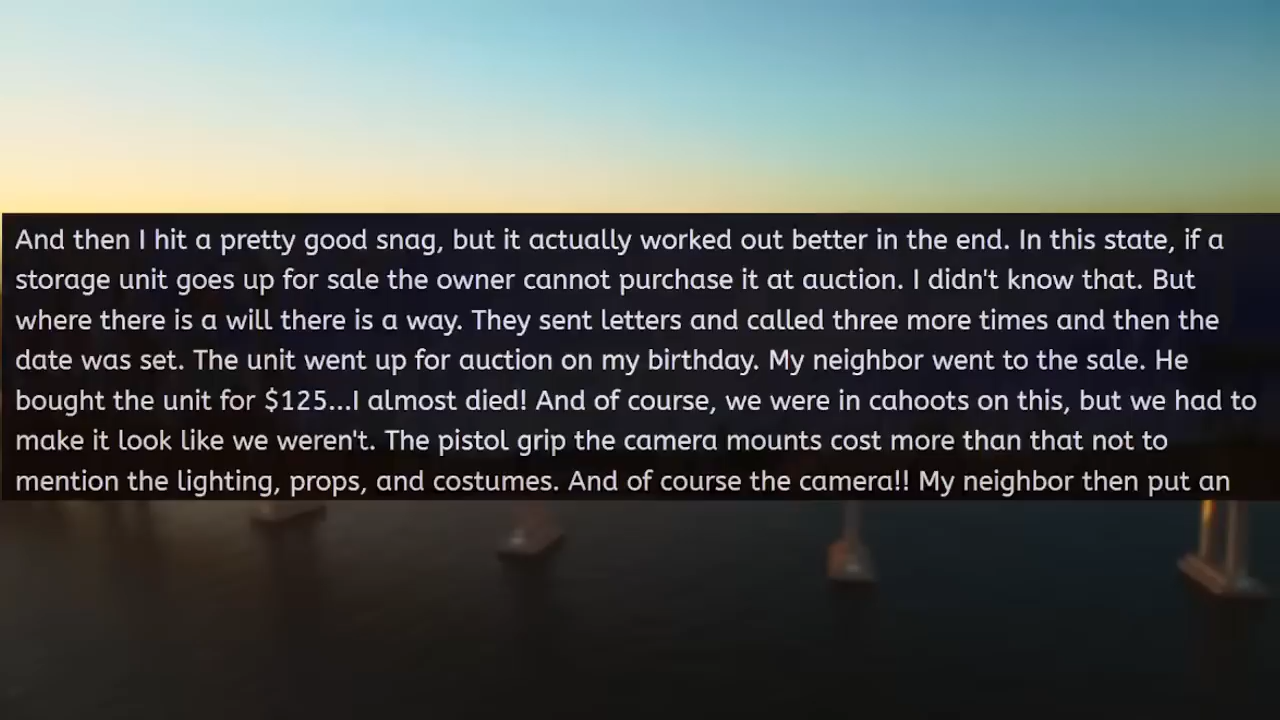 And then I hit a pretty good snag, but it actually worked out better in the end. In this state, if a
storage unit goes up for sale the owner cannot purchase it at auction. I didn't know that. But
where there is a will there is a way. They sent letters and called three more times and then the
date was set. The unit went up for auction on my birthday. My neighbor went to the sale. He
bought the unit for $125...I almost died! And of course, we were in cahoots on this, but we had to
make it look like we weren't. The pistol grip the camera mounts cost more than that not to
mention the lighting, props, and costumes. And of course the camera!! My neighbor then put an